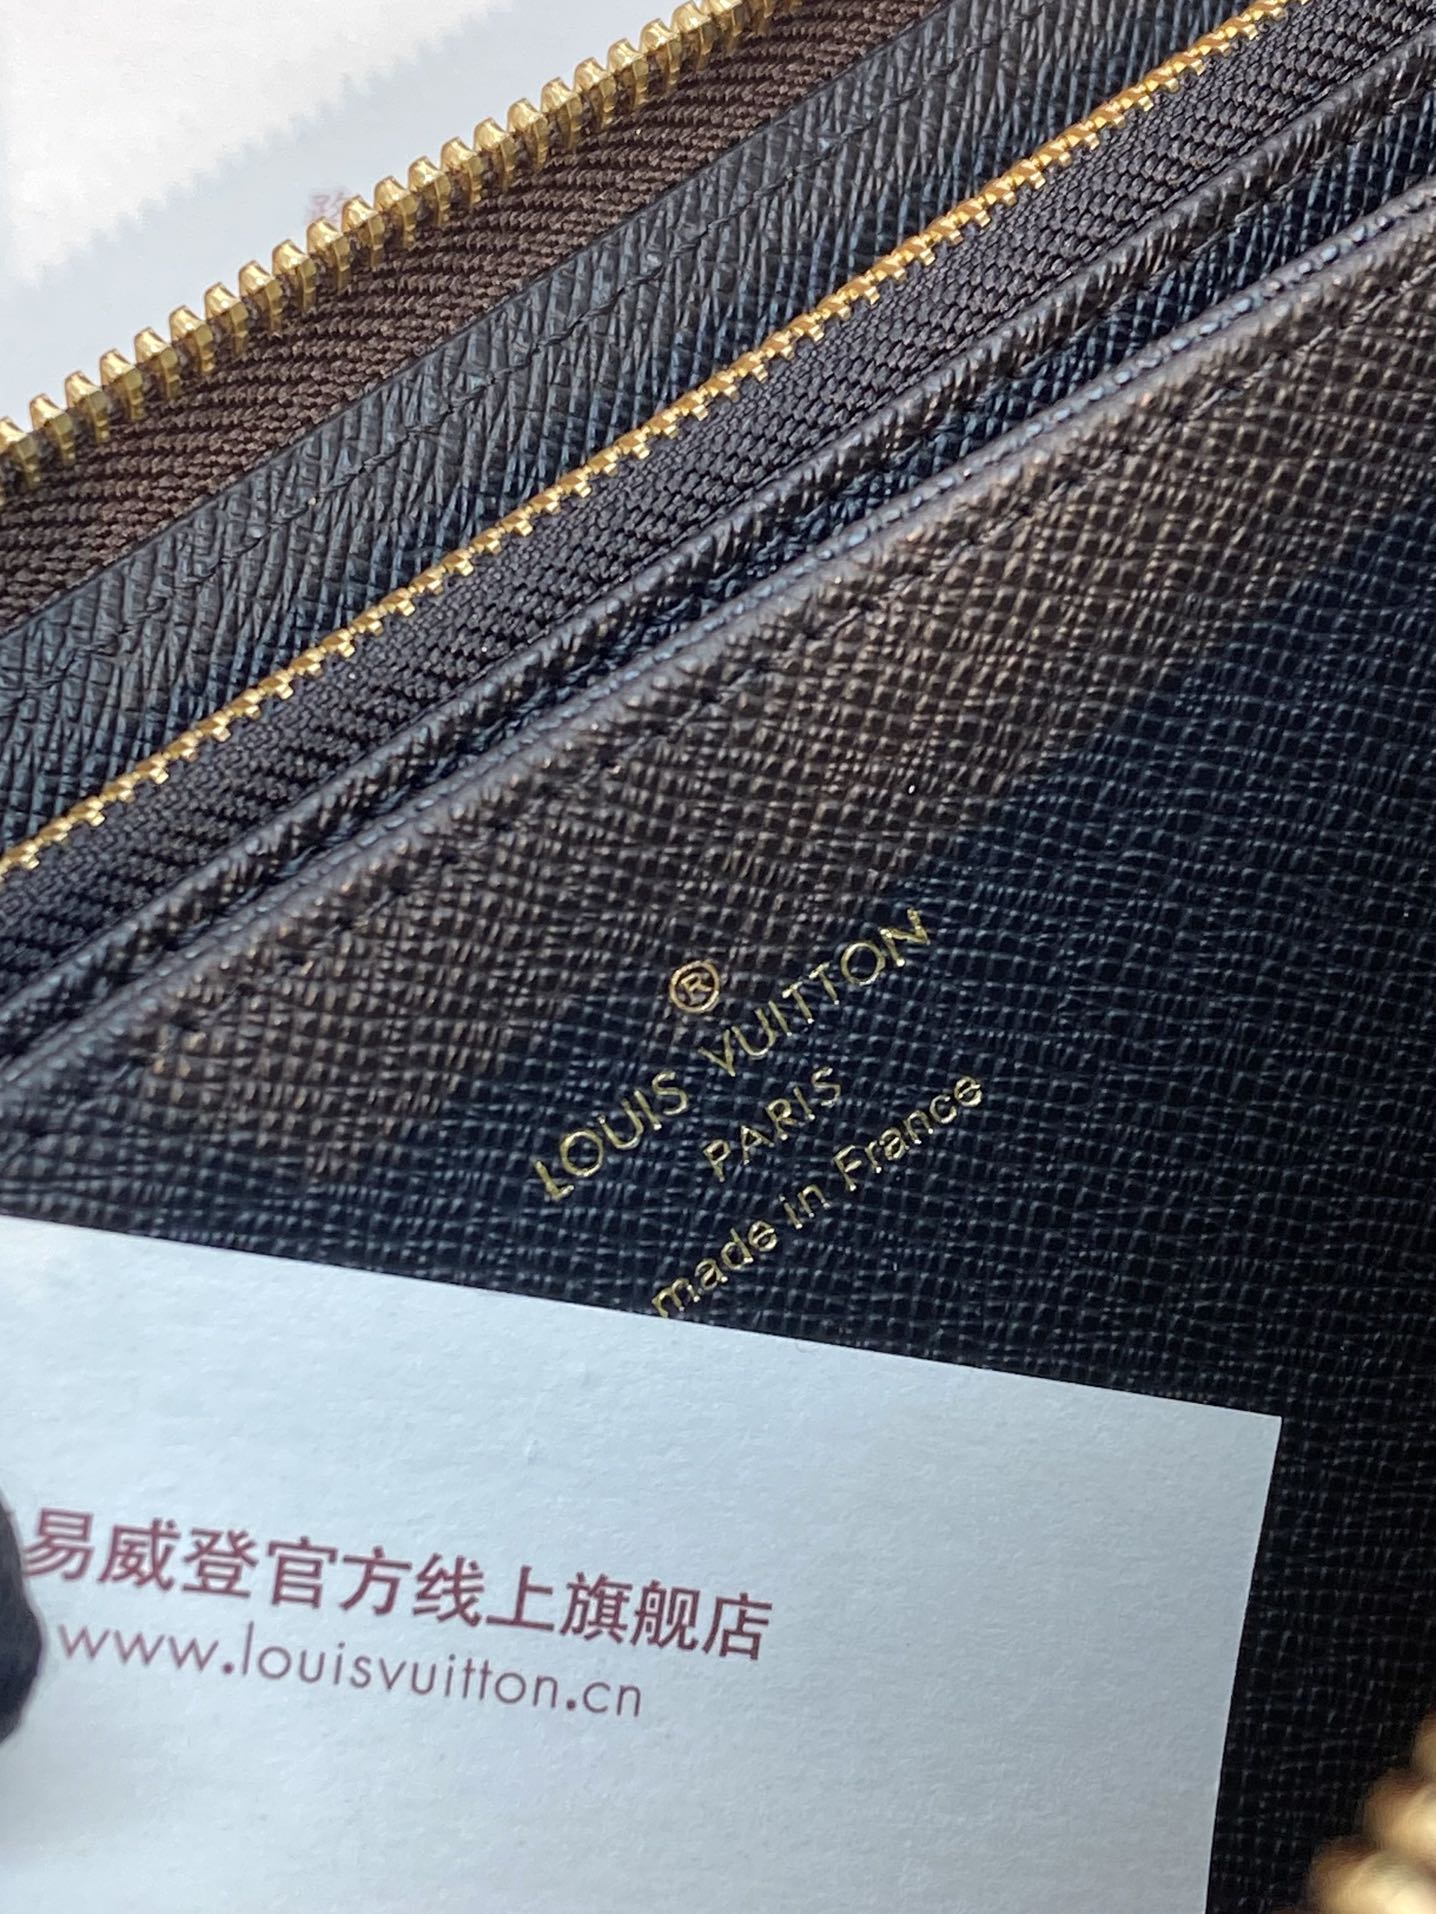 ®
LOUIS VUITTON
PARIS
made in France
易威登官方线上旗舰店
www.louisvuitton.cn